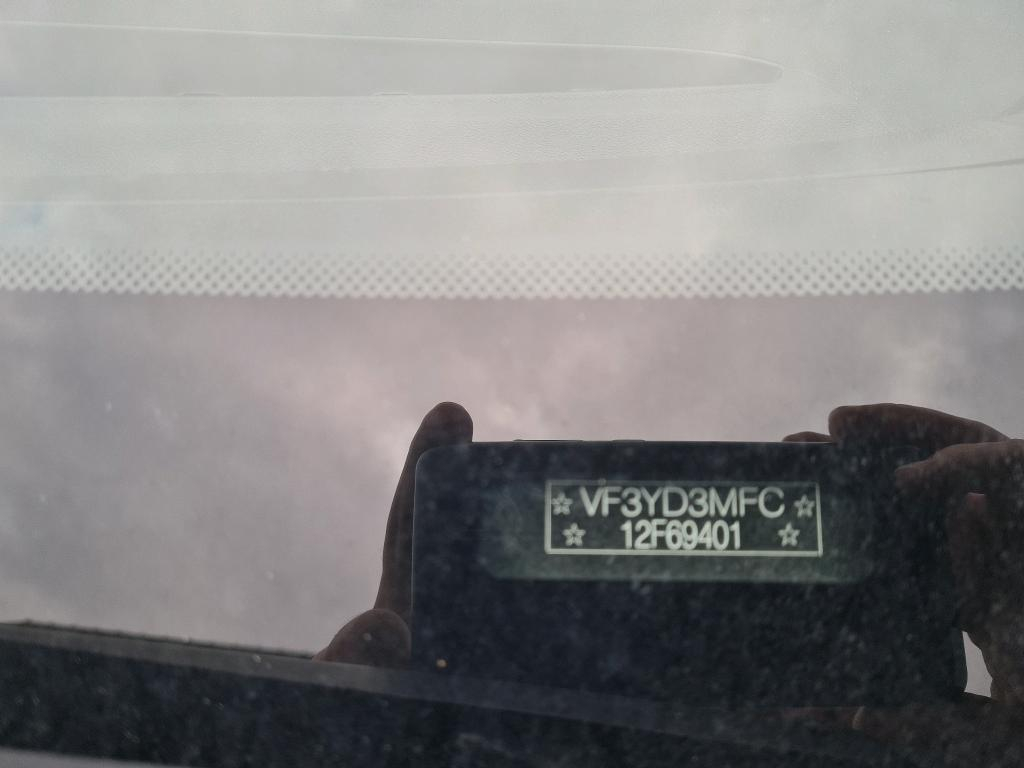 ☆ VF3YD3MFC ☆
☆ 12F69401 ☆